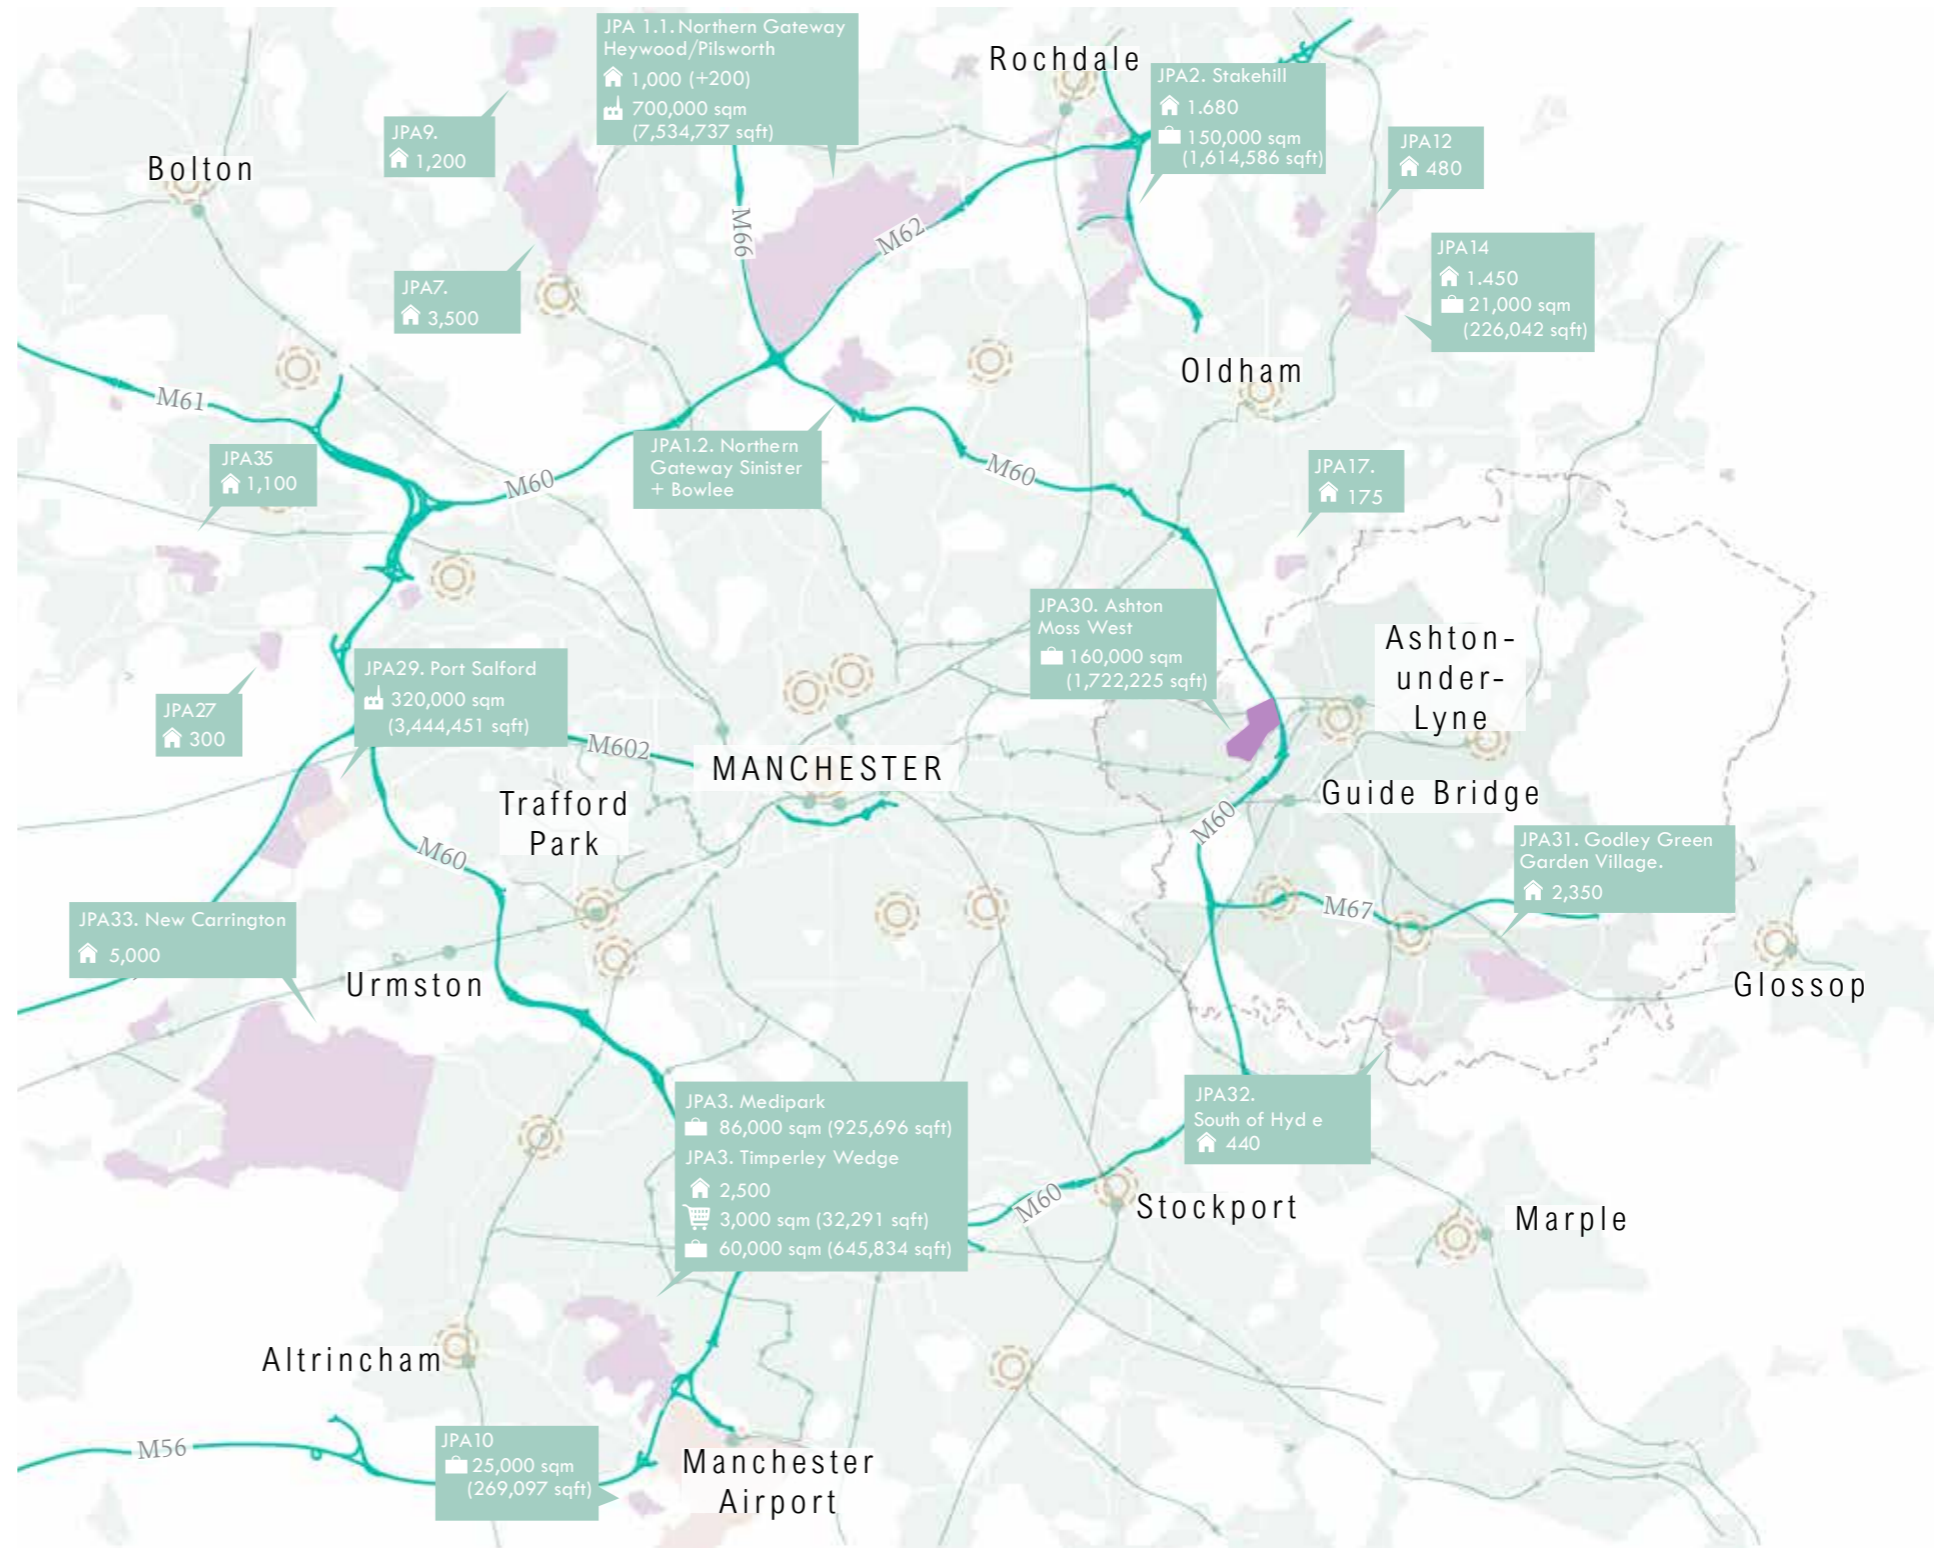 JPA 1.1. Northern Gateway
Heywood/Pilsworth
1,000 (+200)
700,000 sqm
(7,534,737 sqft)
Rochdale
JPA2. Stakehill
1.680
150,000 sqm
(1,614,586 sqft)
JPA9.
1,200
JPA12
480
Bolton
M66
M62
JPA14
1.450
21,000 sqm
(226,042 sqft)
JPA7.
3,500
Oldham
M61
JPA35
1,100
JPA1.2. Northern
Gateway Sinister
+ Bowlee
M60
M60
JPA17.
175
JPA30. Ashton
Moss West
160,000 sqm
(1,722,225 sqft)
Ashton-
under-
Lyne
JPA29. Port Salford
320,000 sqm
(3,444,451 sqft)
JPA27
300
M602
MANCHESTER
Trafford
Park
Guide Bridge
M60
M60
JPA31. Godley Green
Garden Village.
2,350
M67
JPA33. New Carrington
5,000
Urmston
Glossop
JPA3. Medipark
86,000 sqm (925,696 sqft)
JPA3. Timperley Wedge
2,500
3,000 sqm (32,291 sqft)
60,000 sqm (645,834 sqft)
JPA32.
South of Hyd e
440
M60
Stockport
Marple
Altrincham
M56
JPA10
25,000 sqm
(269,097 sqft)
Manchester
Airport